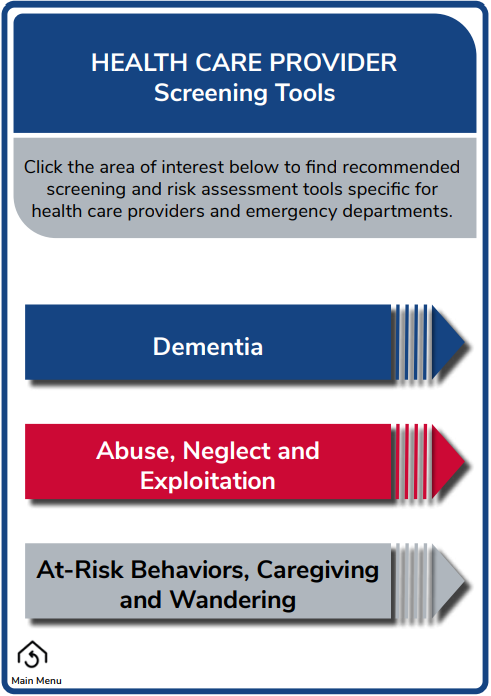 HEALTH CARE PROVIDER
Screening Tools
Click the area of interest below to find recommended
screening and risk assessment tools specific for
health care providers and emergency departments.
Dementia
Abuse, Neglect and
Exploitation
At-Risk Behaviors, Caregiving
and Wandering
Main Menu